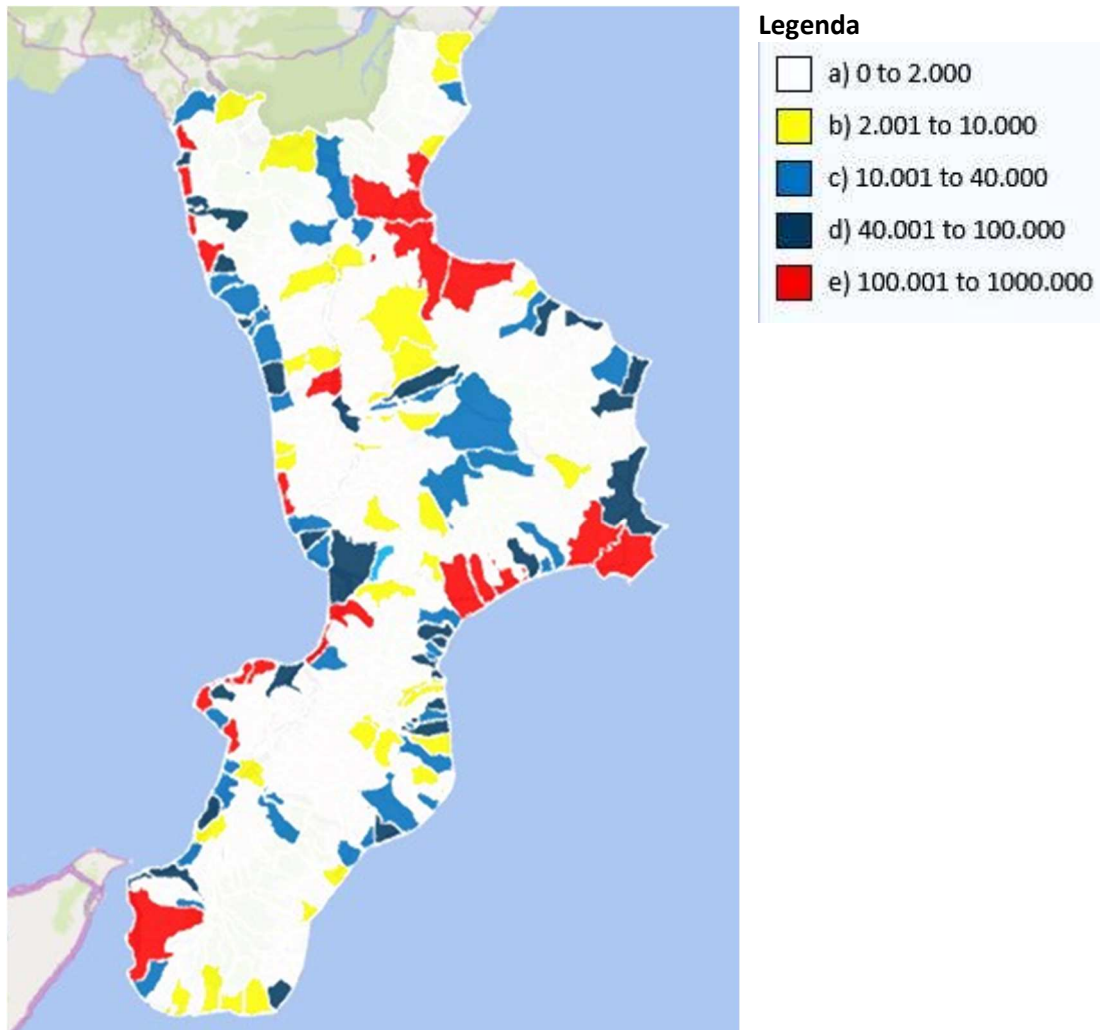 Legenda
a) 0 to 2.000
b) 2.001 to 10.000
c) 10.001 to 40.000
d) 40.001 to 100.000
e) 100.001 to 1000.000